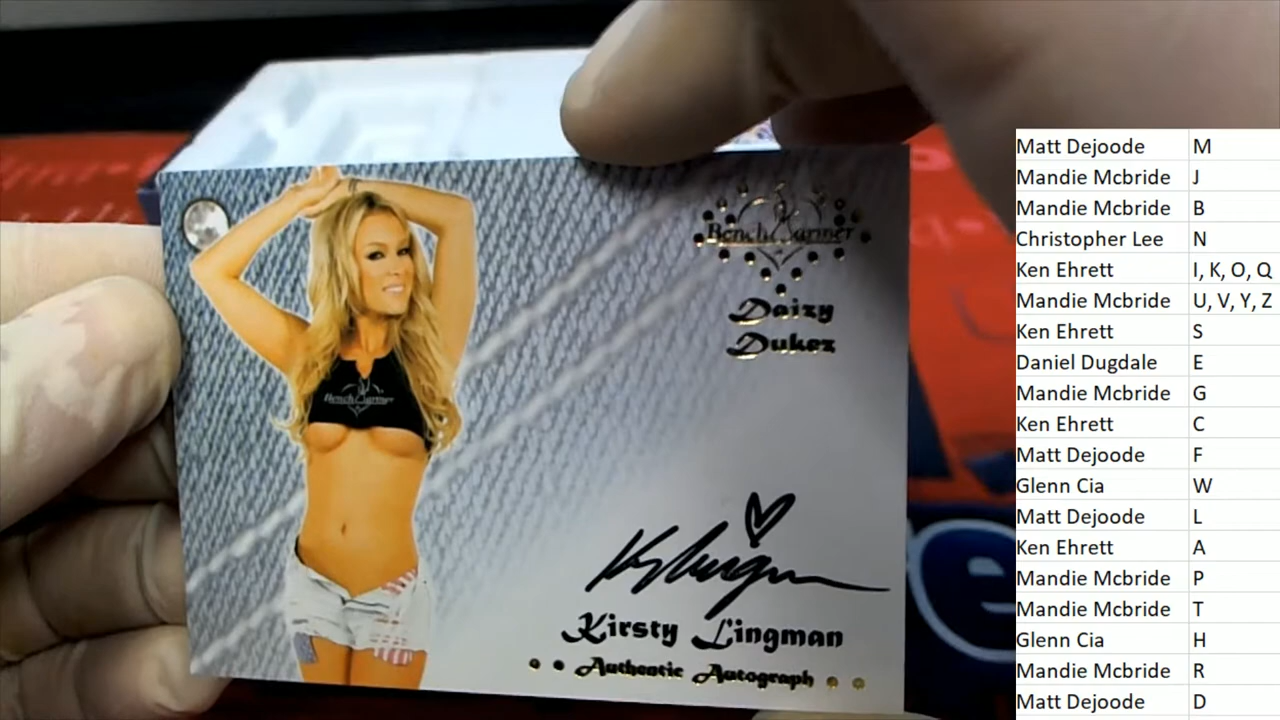 BenchWarmer
Daizy
Dukez
BenchWarmer
Kirsty Lingman
Authentic Autograph
e
Matt Dejoode M
Mandie Mcbride J
Mandie Mcbride B
Christopher Lee N
Ken Ehrett I, K, O, Q
Mandie Mcbride U, V, Y, Z
Ken Ehrett S
Daniel Dugdale E
Mandie Mcbride G
Ken Ehrett C
Matt Dejoode F
Glenn Cia W
Matt Dejoode L
Ken Ehrett A
Mandie Mcbride P
Mandie Mcbride T
Glenn Cia H
Mandie Mcbride R
Matt Dejoode D